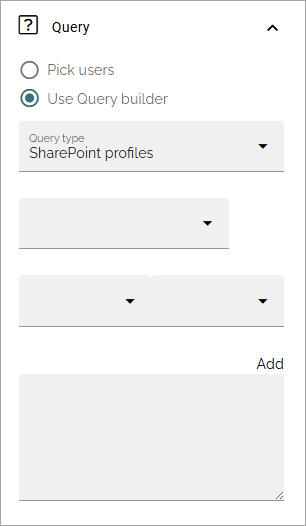 Query
Pick users
Use Query builder
Query type
SharePoint profiles
Add